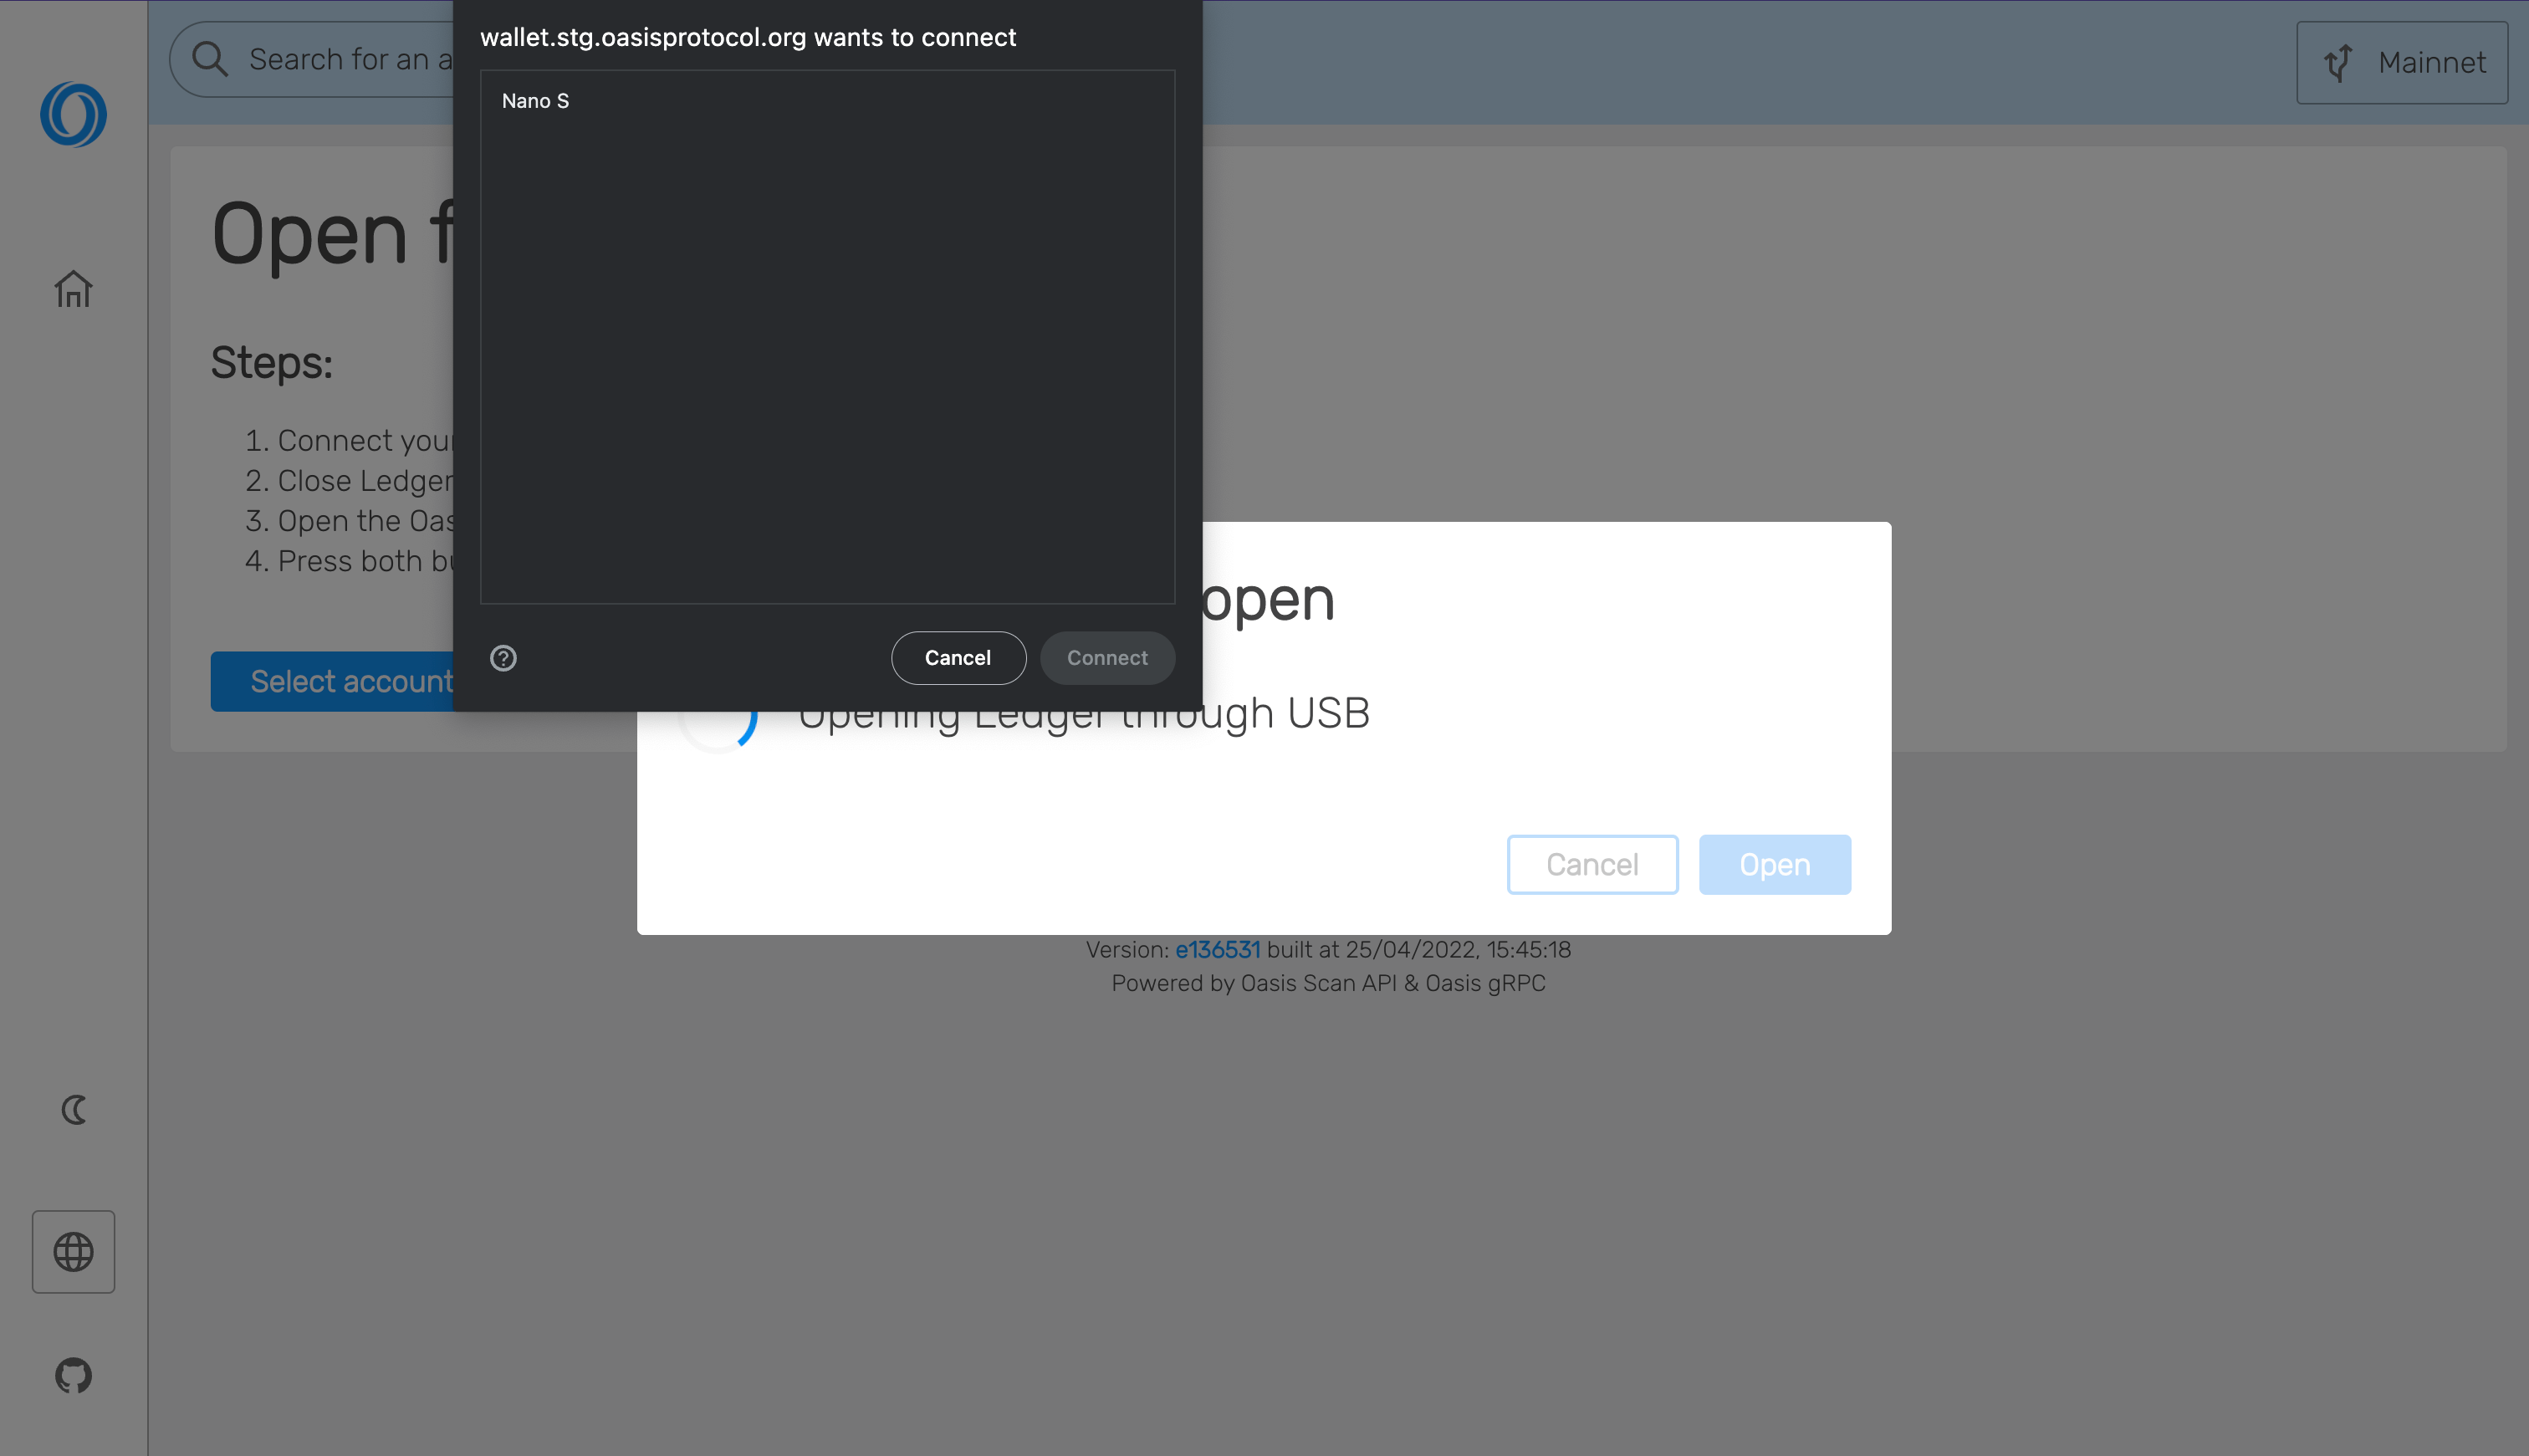 wallet.stg.oasisprotocol.org wants to connect
Nano S
Cancel
Connect
Search for an a
Mainnet
Open f
Steps:
1. Connect your
2. Close Ledger
3. Open the Oas
4. Press both bu
Select account
open
Opening Ledger through USB
Cancel
Open
Version: e136531 built at 25/04/2022, 15:45:18
Powered by Oasis Scan API & Oasis gRPC